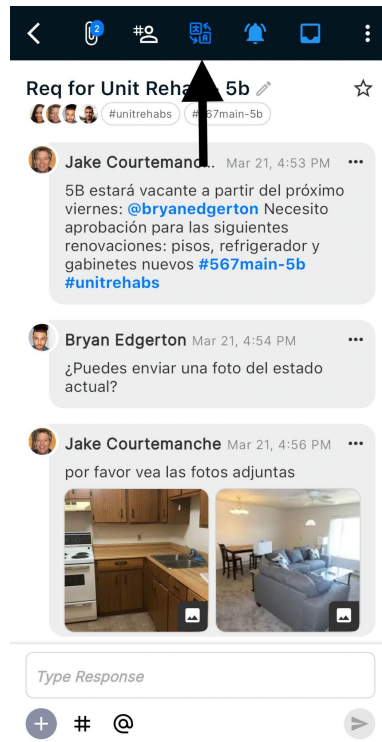 2
Req for Unit Reha 5b
#unitrehabs
67main-5b
Jake Courtemanc.. Mar 21, 4:53 PM
5B estará vacante a partir del próximo
viernes: @bryanedgerton Necesito
aprobación para las siguientes
renovaciones: pisos, refrigerador y
gabinetes nuevos #567main-5b
#unitrehabs
Bryan Edgerton Mar 21, 4:54 PM
¿Puedes enviar una foto del estado
actual?
Jake Courtemanche Mar 21, 4:56 PM
por favor vea las fotos adjuntas
Type Response
# @